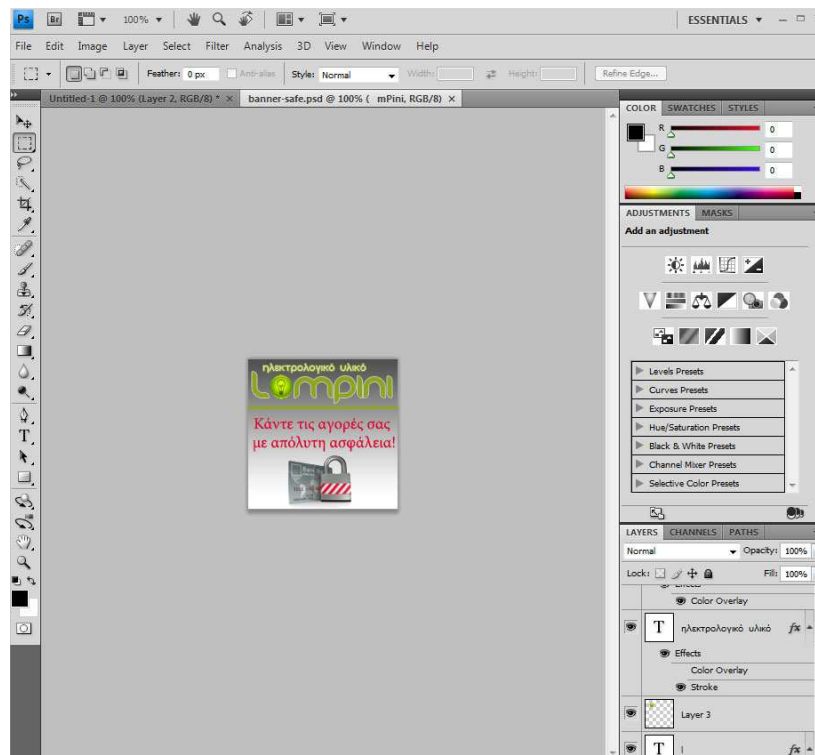 Ps Br 100% ESSENTIALS
File Edit Image Layer Select Filter Analysis 3D View Window Help
Feather: 0 px Anti-alias Style: Normal Width: Height: Refine Edge...
Untitled-1 @ 100% (Layer 2, RGB/8) * × banner-safe.psd @ 100% ( mPini, RGB/8) ×
COLOR SWATCHES STYLES
R 0
G 0
B 0
ADJUSTMENTS MASKS
Add an adjustment
ηλεκτρολογικό υλικό
Lampini
Κάντε τις αγορές σας
με απόλυτη ασφάλεια!
Levels Presets
Curves Presets
Exposure Presets
Hue/Saturation Presets
Black & White Presets
Channel Mixer Presets
Selective Color Presets
LAYERS CHANNELS PATHS
Normal Opacity: 100%
Lock: Fill: 100%
Effects
Color Overlay
T ηλεκτρολογικό υλικό fx
Effects
Color Overlay
Stroke
Layer 3
T fx